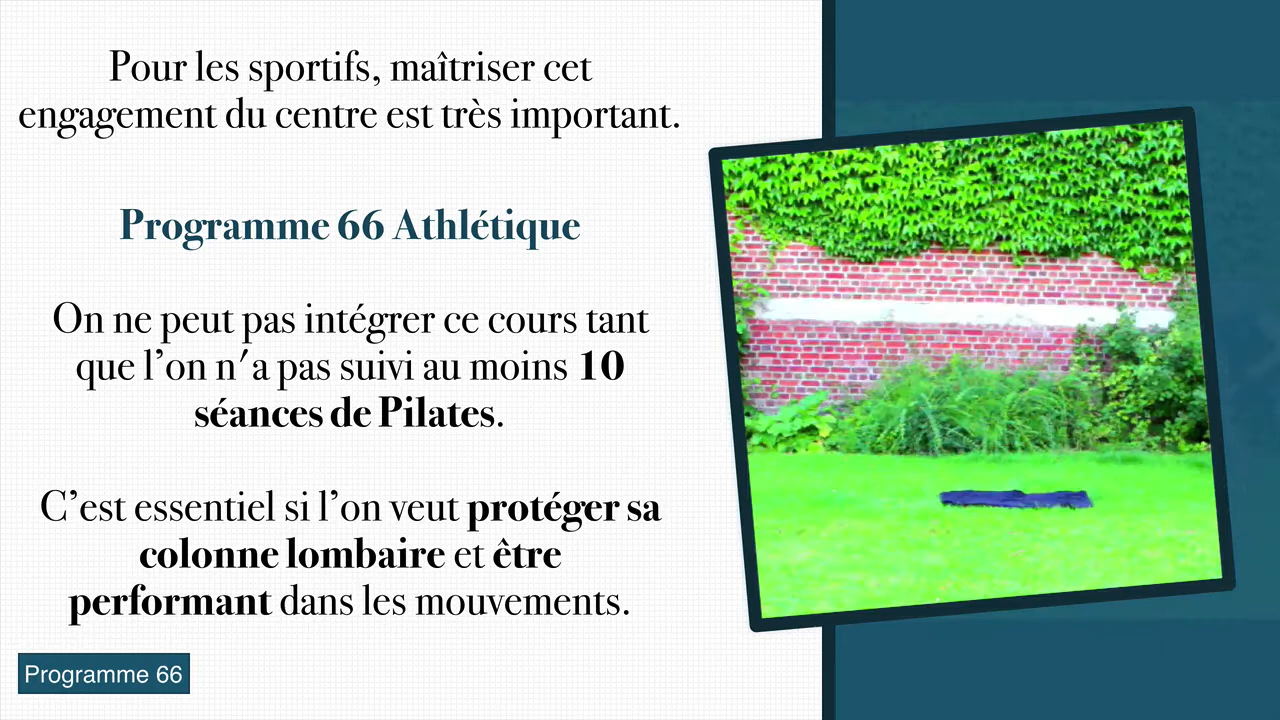 Pour les sportifs, maîtriser cet
engagement du centre est très important.
Programme 66 Athlétique
On ne peut pas intégrer ce cours tant
que l’on n'a pas suivi au moins 10
séances de Pilates.
C’est essentiel si l’on veut protéger sa
colonne lombaire et être
performant dans les mouvements.
Programme 66